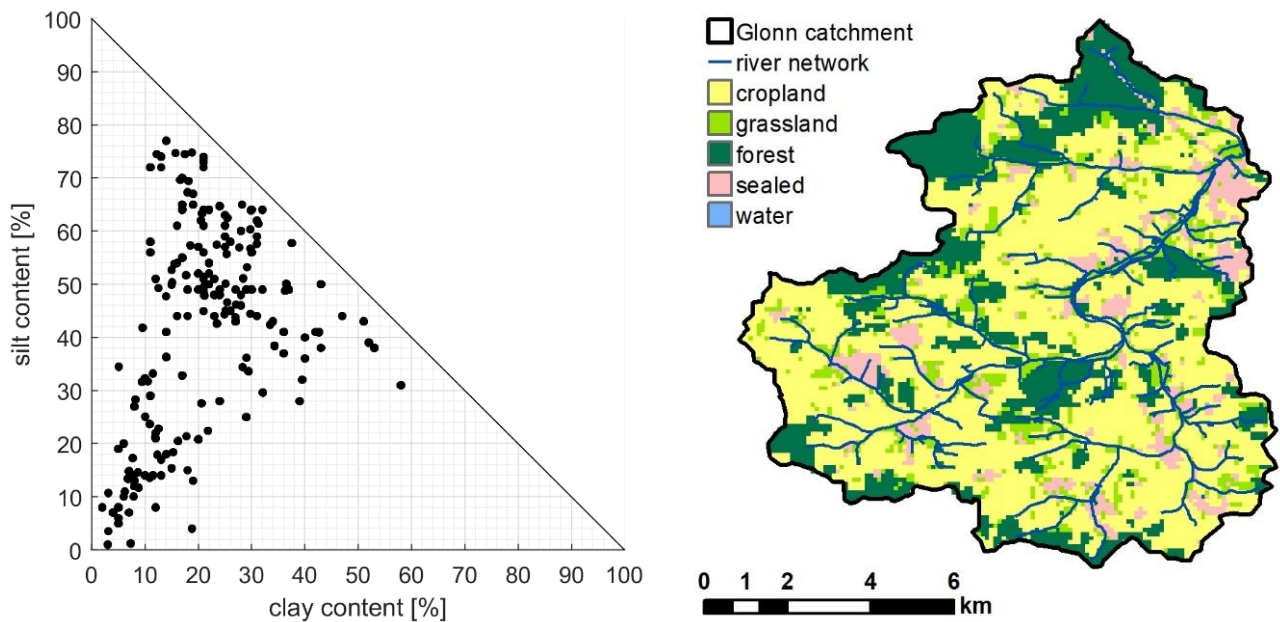 100
90
80
70
60
50
40
30
20
10
0
silt content [%]
0 10 20 30 40 50 60 70 80 90 100
clay content [%]
Glonn catchment
river network
cropland
grassland
forest
sealed
water
0 1 2 4 6
km